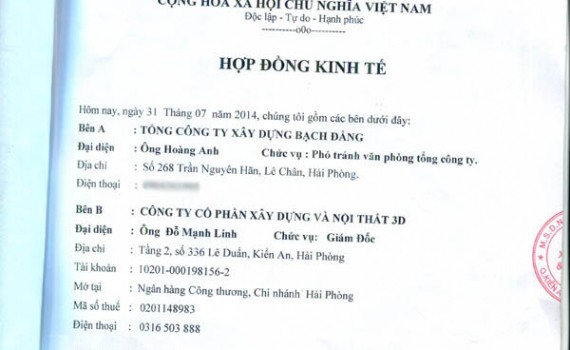 CỘNG HÒA XÃ HỘI CHỦ NGHĨA VIỆT NAM
Độc lập - Tự do - Hạnh phúc
----------o0o----------
HỢP ĐỒNG KINH TẾ
Hôm nay, ngày 31 Tháng 07 năm 2014, chúng tôi gồm các bên dưới đây:
Bên A : TỔNG CÔNG TY XÂY DỰNG BẠCH ĐẰNG
Đại diện : Ông Hoàng Anh Chức vụ : Phó tránh văn phòng tổng công ty.
Địa chỉ : Số 268 Trần Nguyên Hãn, Lê Chân, Hải Phòng.
Điện thoại :
Bên B : CÔNG TY CỔ PHẦN XÂY DỰNG VÀ NỘI THẤT 3D
Đại diện : Ông Đỗ Mạnh Linh Chức vụ: Giám Đốc
Địa chỉ : Tầng 2, số 336 Lê Duẩn, Kiến An, Hải Phòng
Tài khoản : 10201-000198156-2
Mở tại : Ngân hàng Công thương, Chi nhánh Hải Phòng
Mã số thuế : 0201148983
Điện thoại : 0316 503 888
M.S.D.N